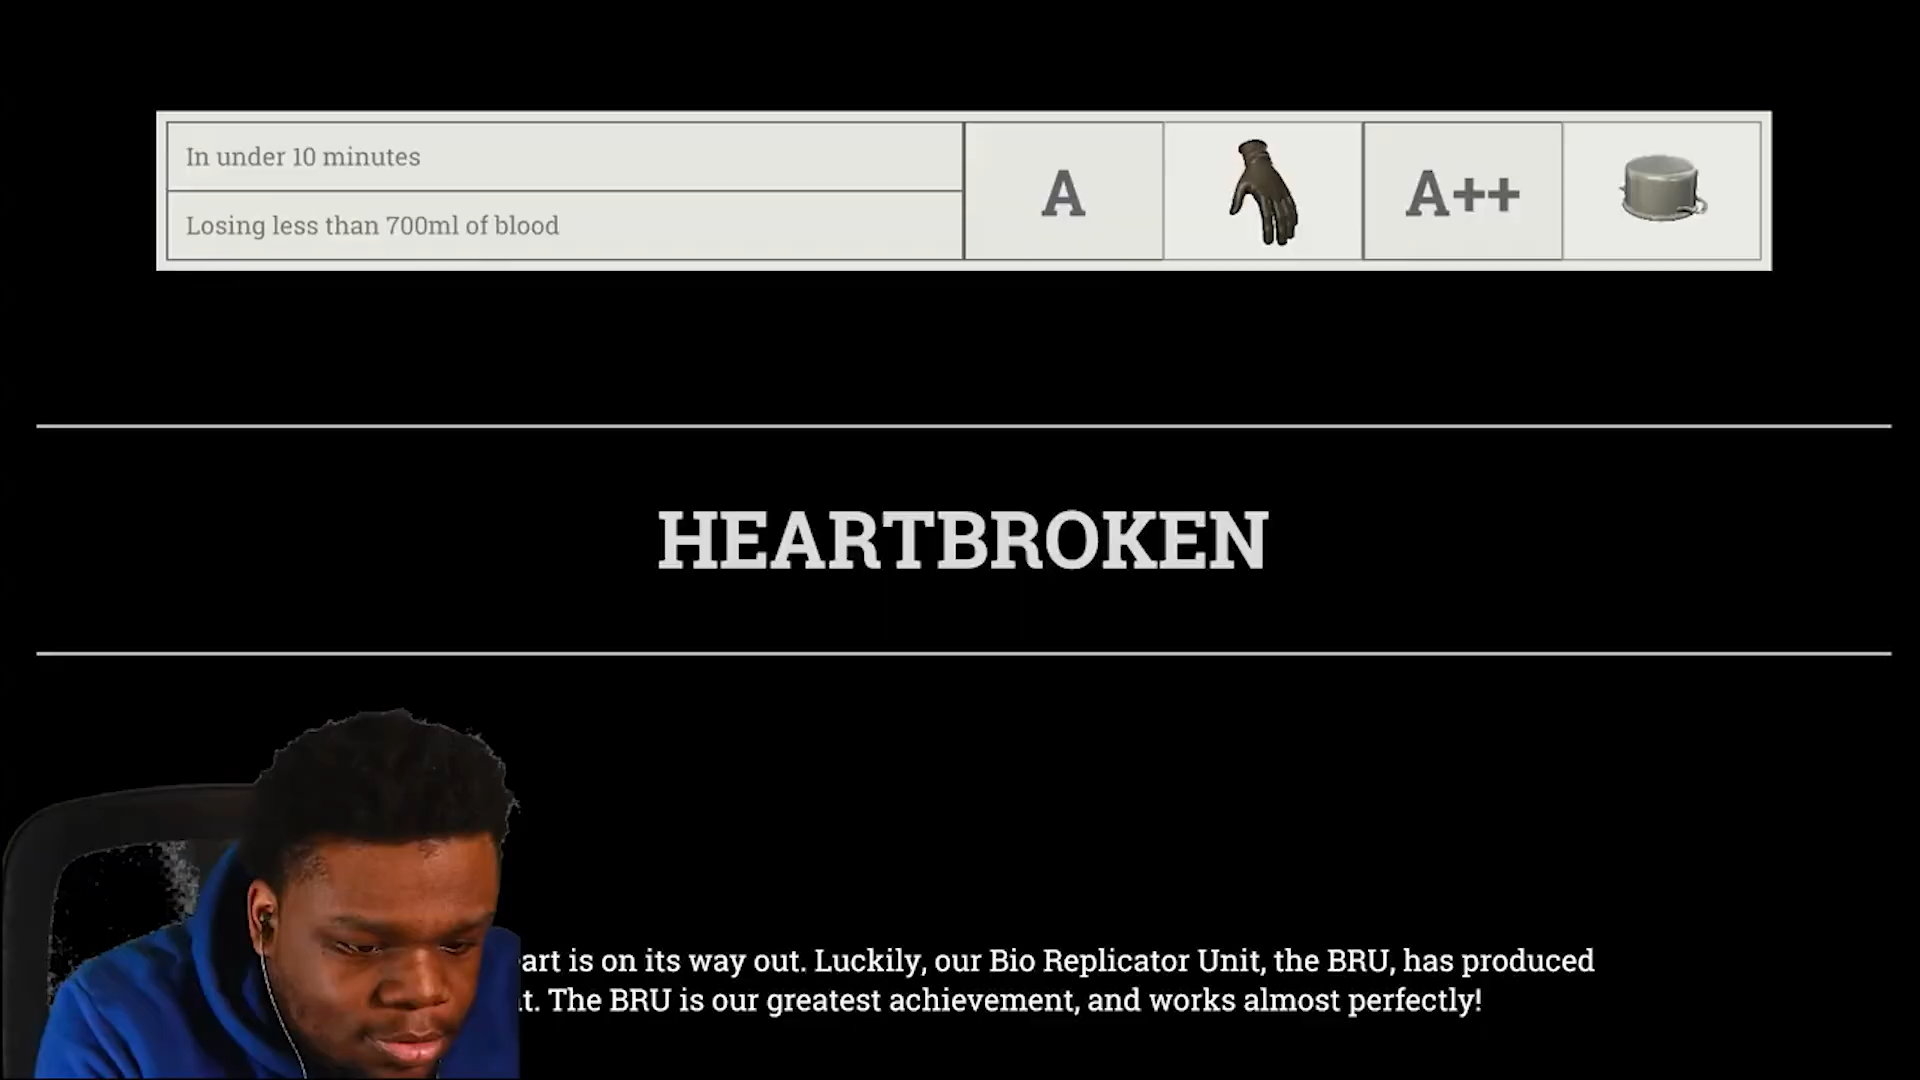 In under 10 minutes
Losing less than 700ml of blood
A
A++
HEARTBROKEN
is on its way out. Luckily, our Bio Replicator Unit, the BRU, has produced
The BRU is our greatest achievement, and works almost perfectly!